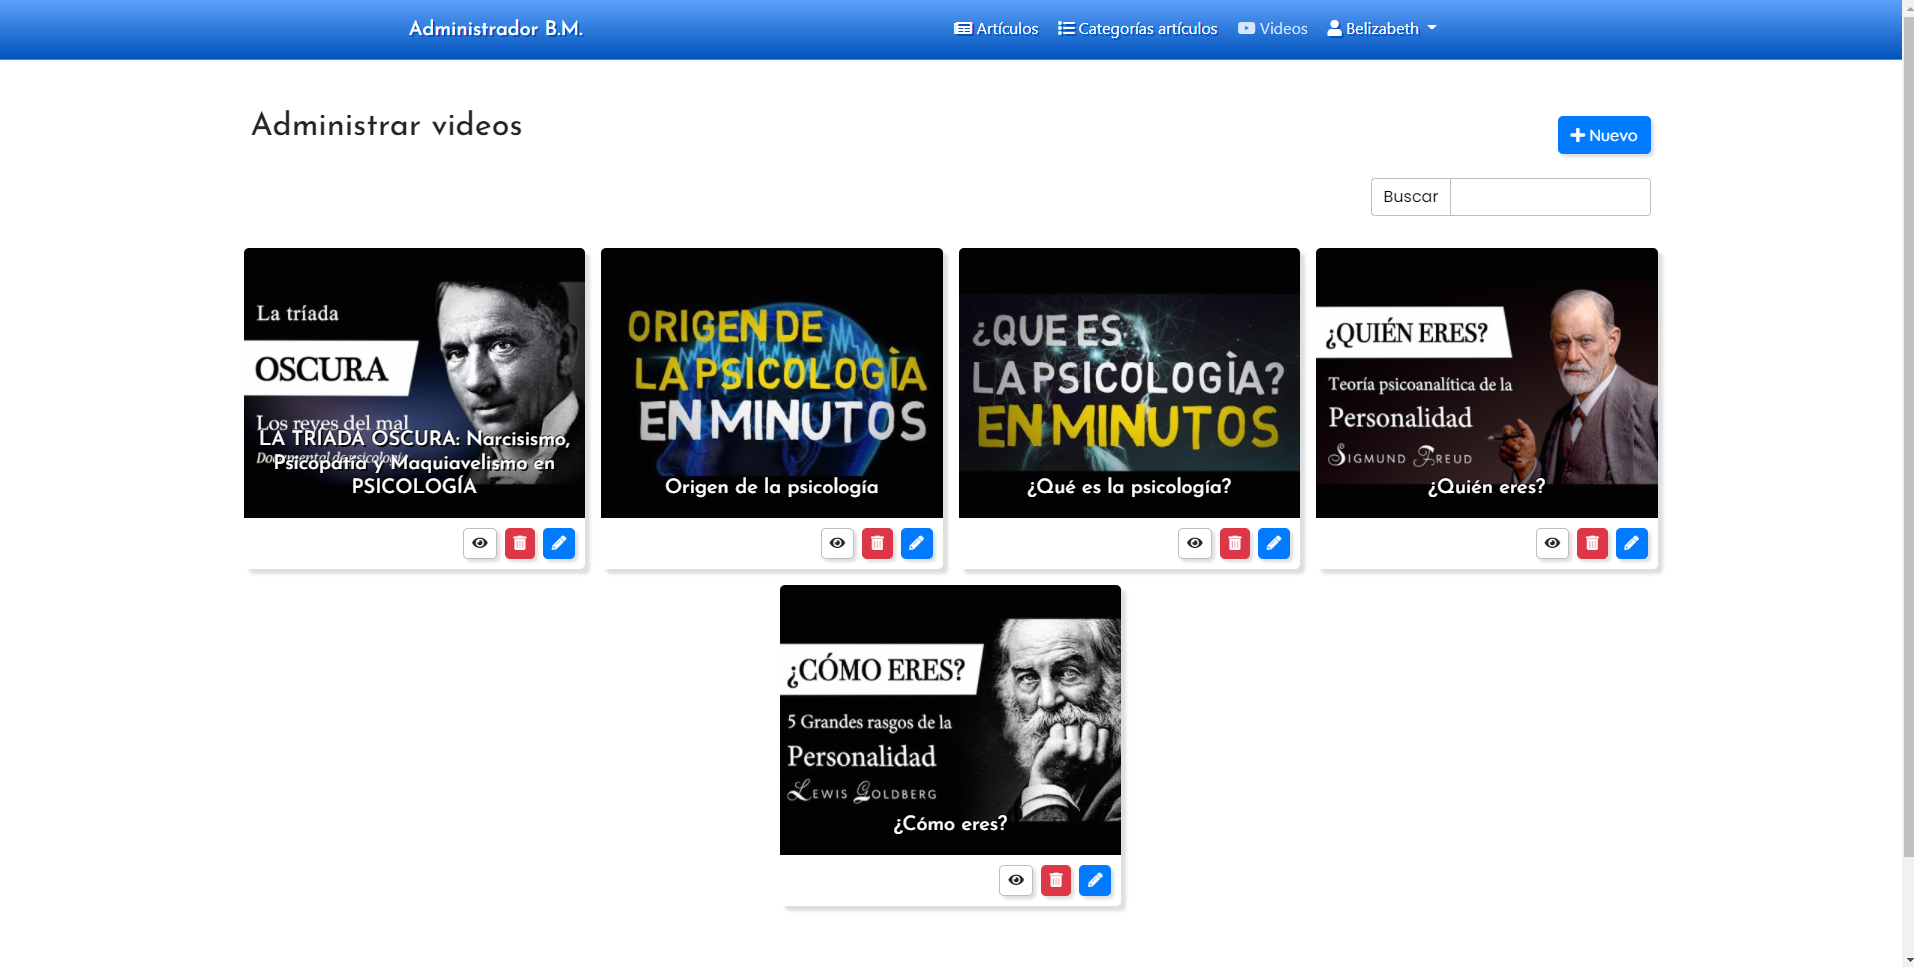 Administrador B.M.
Artículos
Categorías artículos
Videos
Belizabeth
Administrar videos
Nuevo
Buscar
La tríada
OSCURA
Los reyes del mal
Documental de psicología
LA TRÍADA OSCURA: Narcisismo,
Psicopatía y Maquiavelismo en
PSICOLOGÍA
ORIGEN DE
LA PSICOLOGÌA
EN MINUTOS
Origen de la psicología
¿QUE ES
LA PSICOLOGÌA?
EN MINUTOS
¿Qué es la psicología?
¿QUIÉN ERES?
Teoría psicoanalítica de la
Personalidad
SIGMUND FREUD
¿Quién eres?
¿CÓMO ERES?
5 Grandes rasgos de la
Personalidad
LEWIS GOLDBERG
¿Cómo eres?